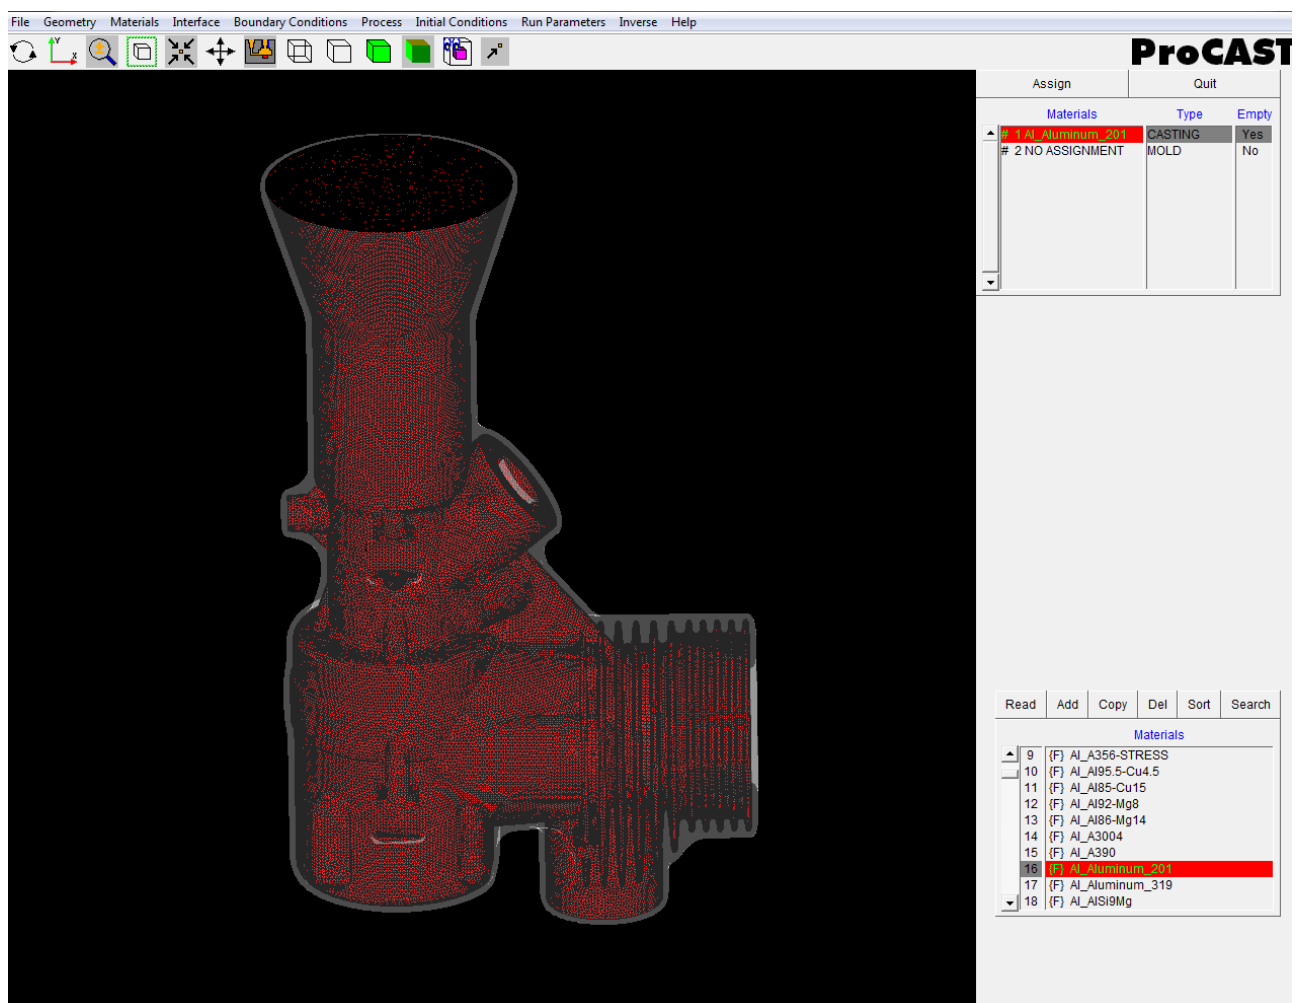 File Geometry Materials Interface Boundary Conditions Process Initial Conditions Run Parameters Inverse Help
Y
x
ProCAST
Assign Quit
Materials Type Empty
# 1 Al_Aluminum_201 CASTING Yes
# 2 NO ASSIGNMENT MOLD No
Read Add Copy Del Sort Search
Materials
9 {F} Al_A356-STRESS
10 {F} Al_Al95.5-Cu4.5
11 {F} Al_Al85-Cu15
12 {F} Al_Al92-Mg8
13 {F} Al_Al86-Mg14
14 {F} Al_A3004
15 {F} Al_A390
16 {F} Al_Aluminum_201
17 {F} Al_Aluminum_319
18 {F} Al_AlSi9Mg